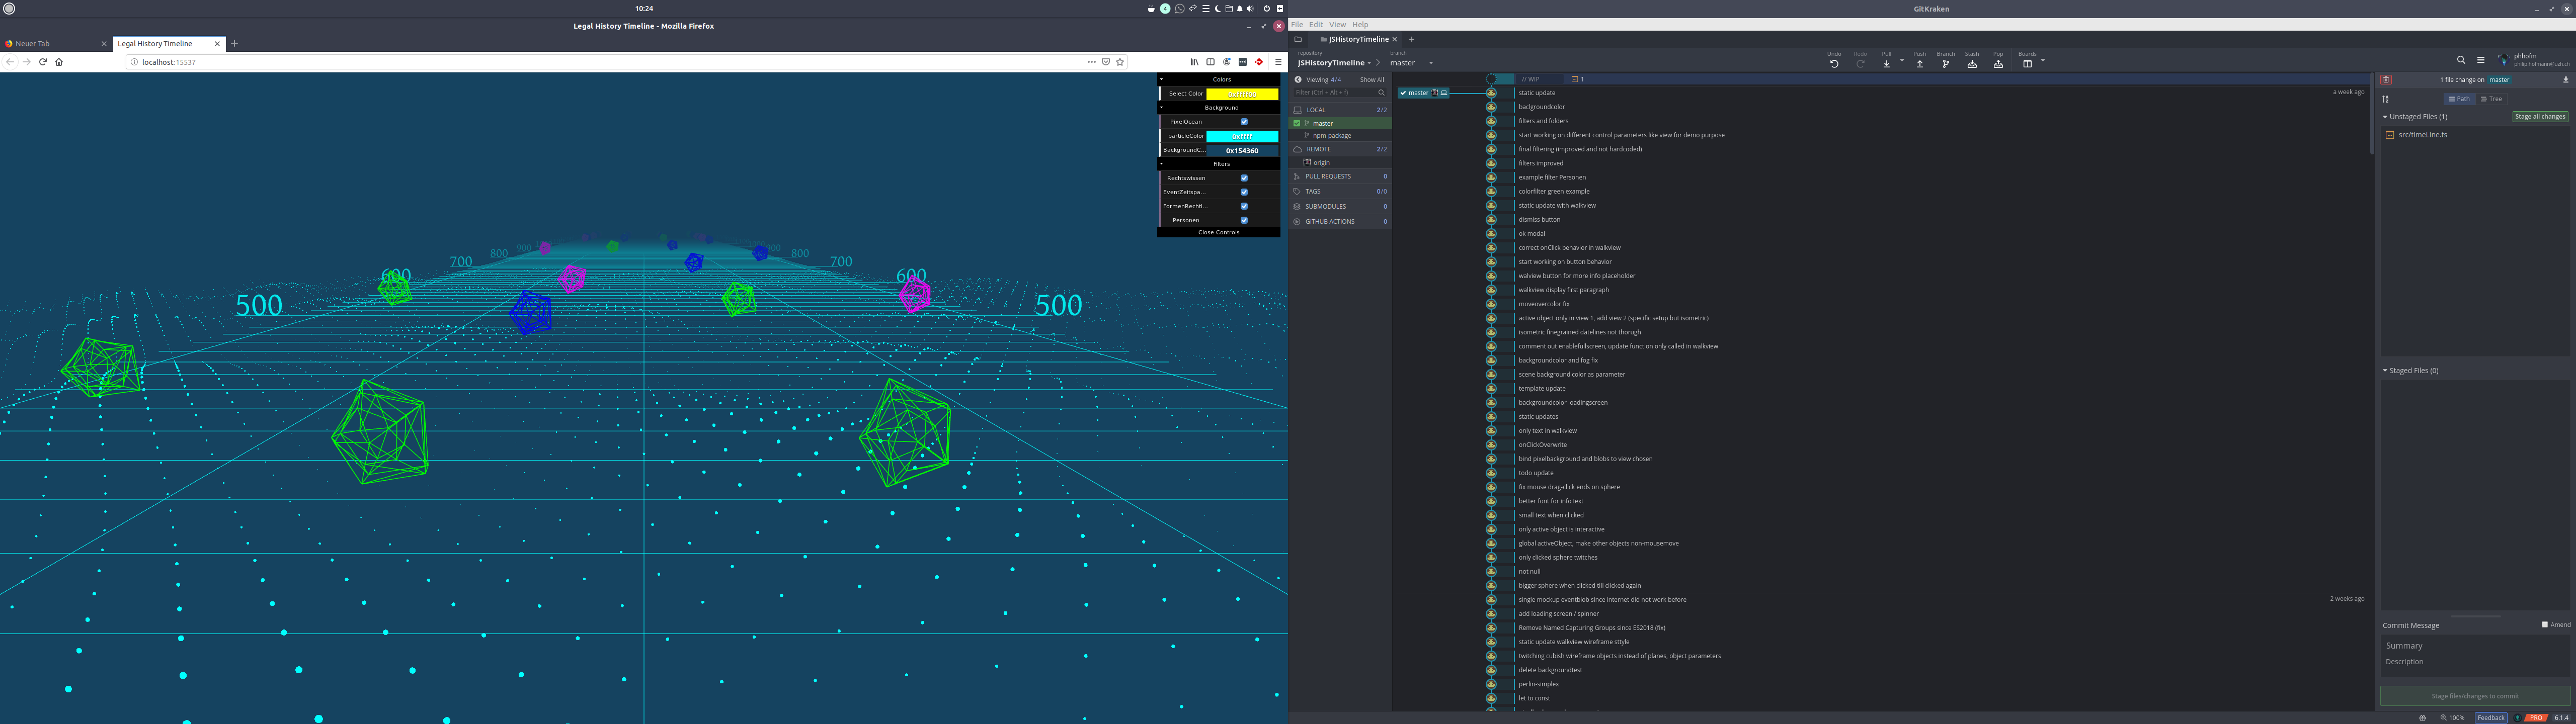 10:24
4
Legal History Timeline - Mozilla Firefox
Neuer Tab
Legal History Timeline
localhost:15537
Colors
Select Color
0xffff00
Background
PixelOcean
particleColor
0xffff
BackgroundC...
0x154360
Filters
Rechtswissen
EventZeitspa...
FormenRechtl...
Personen
Close Controls
900
800
800
700
700
600
600
500
500
GitKraken
File Edit View Help
JSHistoryTimeline
repository
JSHistoryTimeline
branch
master
Undo
Redo
Pull
Push
Branch
Stash
Pop
Boards
phhofm
philip.hofmann@uzh.ch
Viewing 4/4 Show All
Filter (Ctrl + Alt + f)
LOCAL 2/2
master
npm-package
REMOTE 2/2
origin
PULL REQUESTS 0
TAGS 0/0
SUBMODULES 0
GITHUB ACTIONS 0
// WIP 1
master
static update a week ago
baclgroundcolor
filters and folders
start working on different control parameters like view for demo purpose
final filtering (improved and not hardcoded)
filters improved
example filter Personen
colorfilter green example
static update with walkview
dismiss button
ok modal
correct onClick behavior in walkview
start working on button behavior
walview button for more info placeholder
walkview display first paragraph
moveovercolor fix
active object only in view 1, add view 2 (specific setup but isometric)
isometric finegrained datelines not thorugh
comment out enablefullscreen, update function only called in walkview
backgroundcolor and fog fix
scene background color as parameter
template update
backgroundcolor loadingscreen
static updates
only text in walkview
onClickOverwrite
bind pixelbackground and blobs to view chosen
todo update
fix mouse drag-click ends on sphere
better font for infoText
small text when clicked
only active object is interactive
global activeObject, make other objects non-mousemove
only clicked sphere twitches
not null
bigger sphere when clicked till clicked again
single mockup eventblob since internet did not work before 2 weeks ago
add loading screen / spinner
Remove Named Capturing Groups since ES2018 (fix)
static update walkview wireframe sttyle
twitching cubish wireframe objects instead of planes, object parameters
delete backgroundtest
perlin-simplex
let to const
1 file change on master
Path
Tree
Unstaged Files (1)
Stage all changes
src/timeLine.ts
Staged Files (0)
Commit Message
Amend
Summary
Description
Stage files/changes to commit
100%
Feedback
PRO
6.1.4